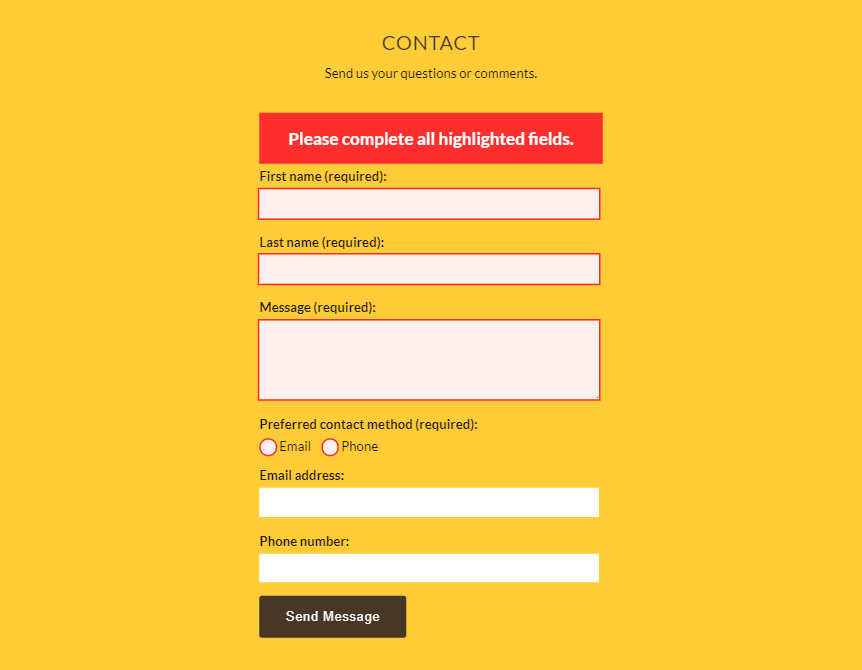 CONTACT
Send us your questions or comments.
Please complete all highlighted fields.
First name (required):
Last name (required):
Message (required):
Preferred contact method (required):
Email Phone
Email address:
Phone number:
Send Message